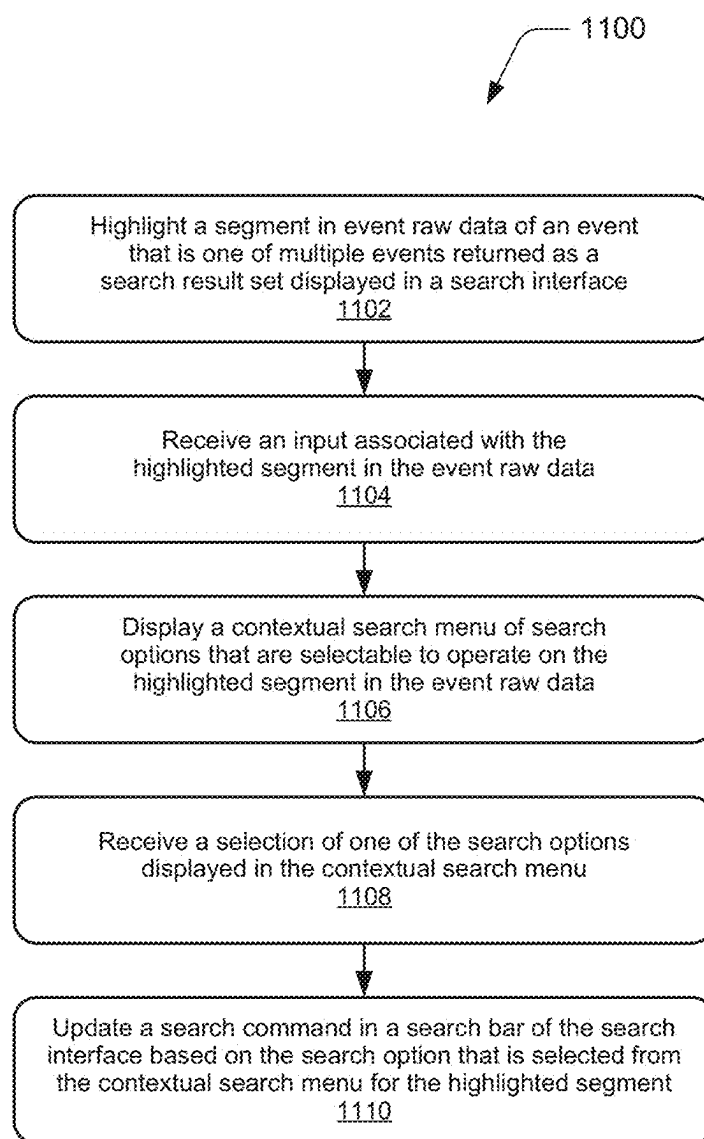 1100
Highlight a segment in event raw data of an event
that is one of multiple events returned as a
search result set displayed in a search interface
1102
Receive an input associated with the
highlighted segment in the event raw data
1104
Display a contextual search menu of search
options that are selectable to operate on the
highlighted segment in the event raw data
1106
Receive a selection of one of the search options
displayed in the contextual search menu
1108
Update a search command in a search bar of the search
interface based on the search option that is selected from
the contextual search menu for the highlighted segment
1110